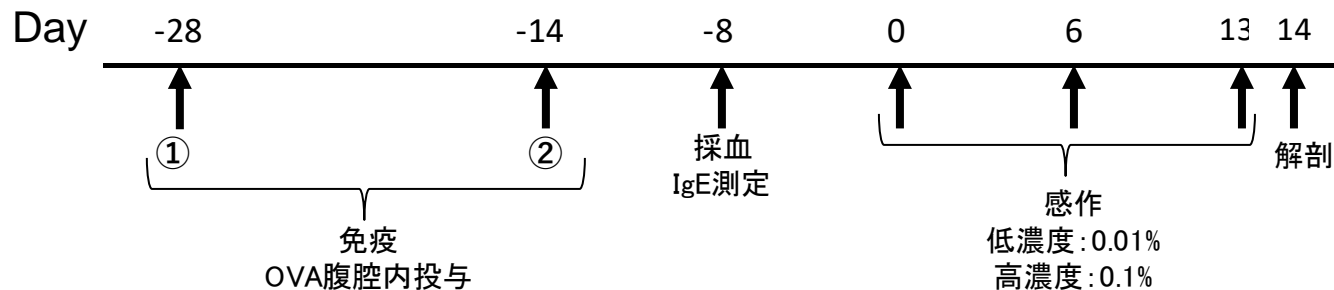 Day -28 -14 -8 0 6 13 14
① ②
採血
IgE測定
解剖
免疫
OVA腹腔内投与
感作
低濃度：0.01%
高濃度：0.1%